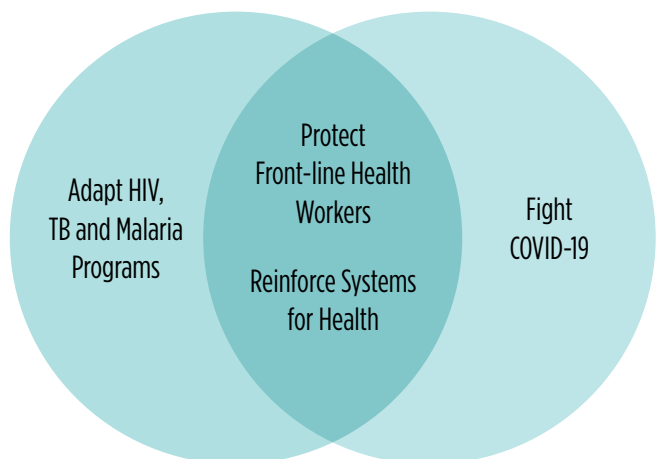 Adapt HIV,
TB and Malaria
Programs
Protect
Front-line Health
Workers
Reinforce Systems
for Health
Fight
COVID-19